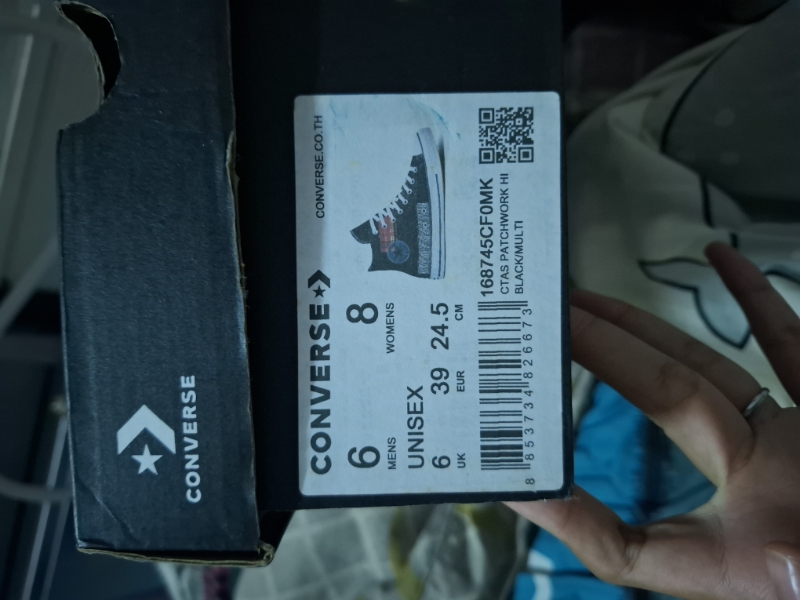 CONVERSE
CONVERSE
CONVERSE.CO.TH
6 8
MENS WOMENS
UNISEX
6 39 24.5
UK EUR CM
168745CF0MK
CTAS PATCHWORK HI
BLACK/MULTI
8 853734 826673